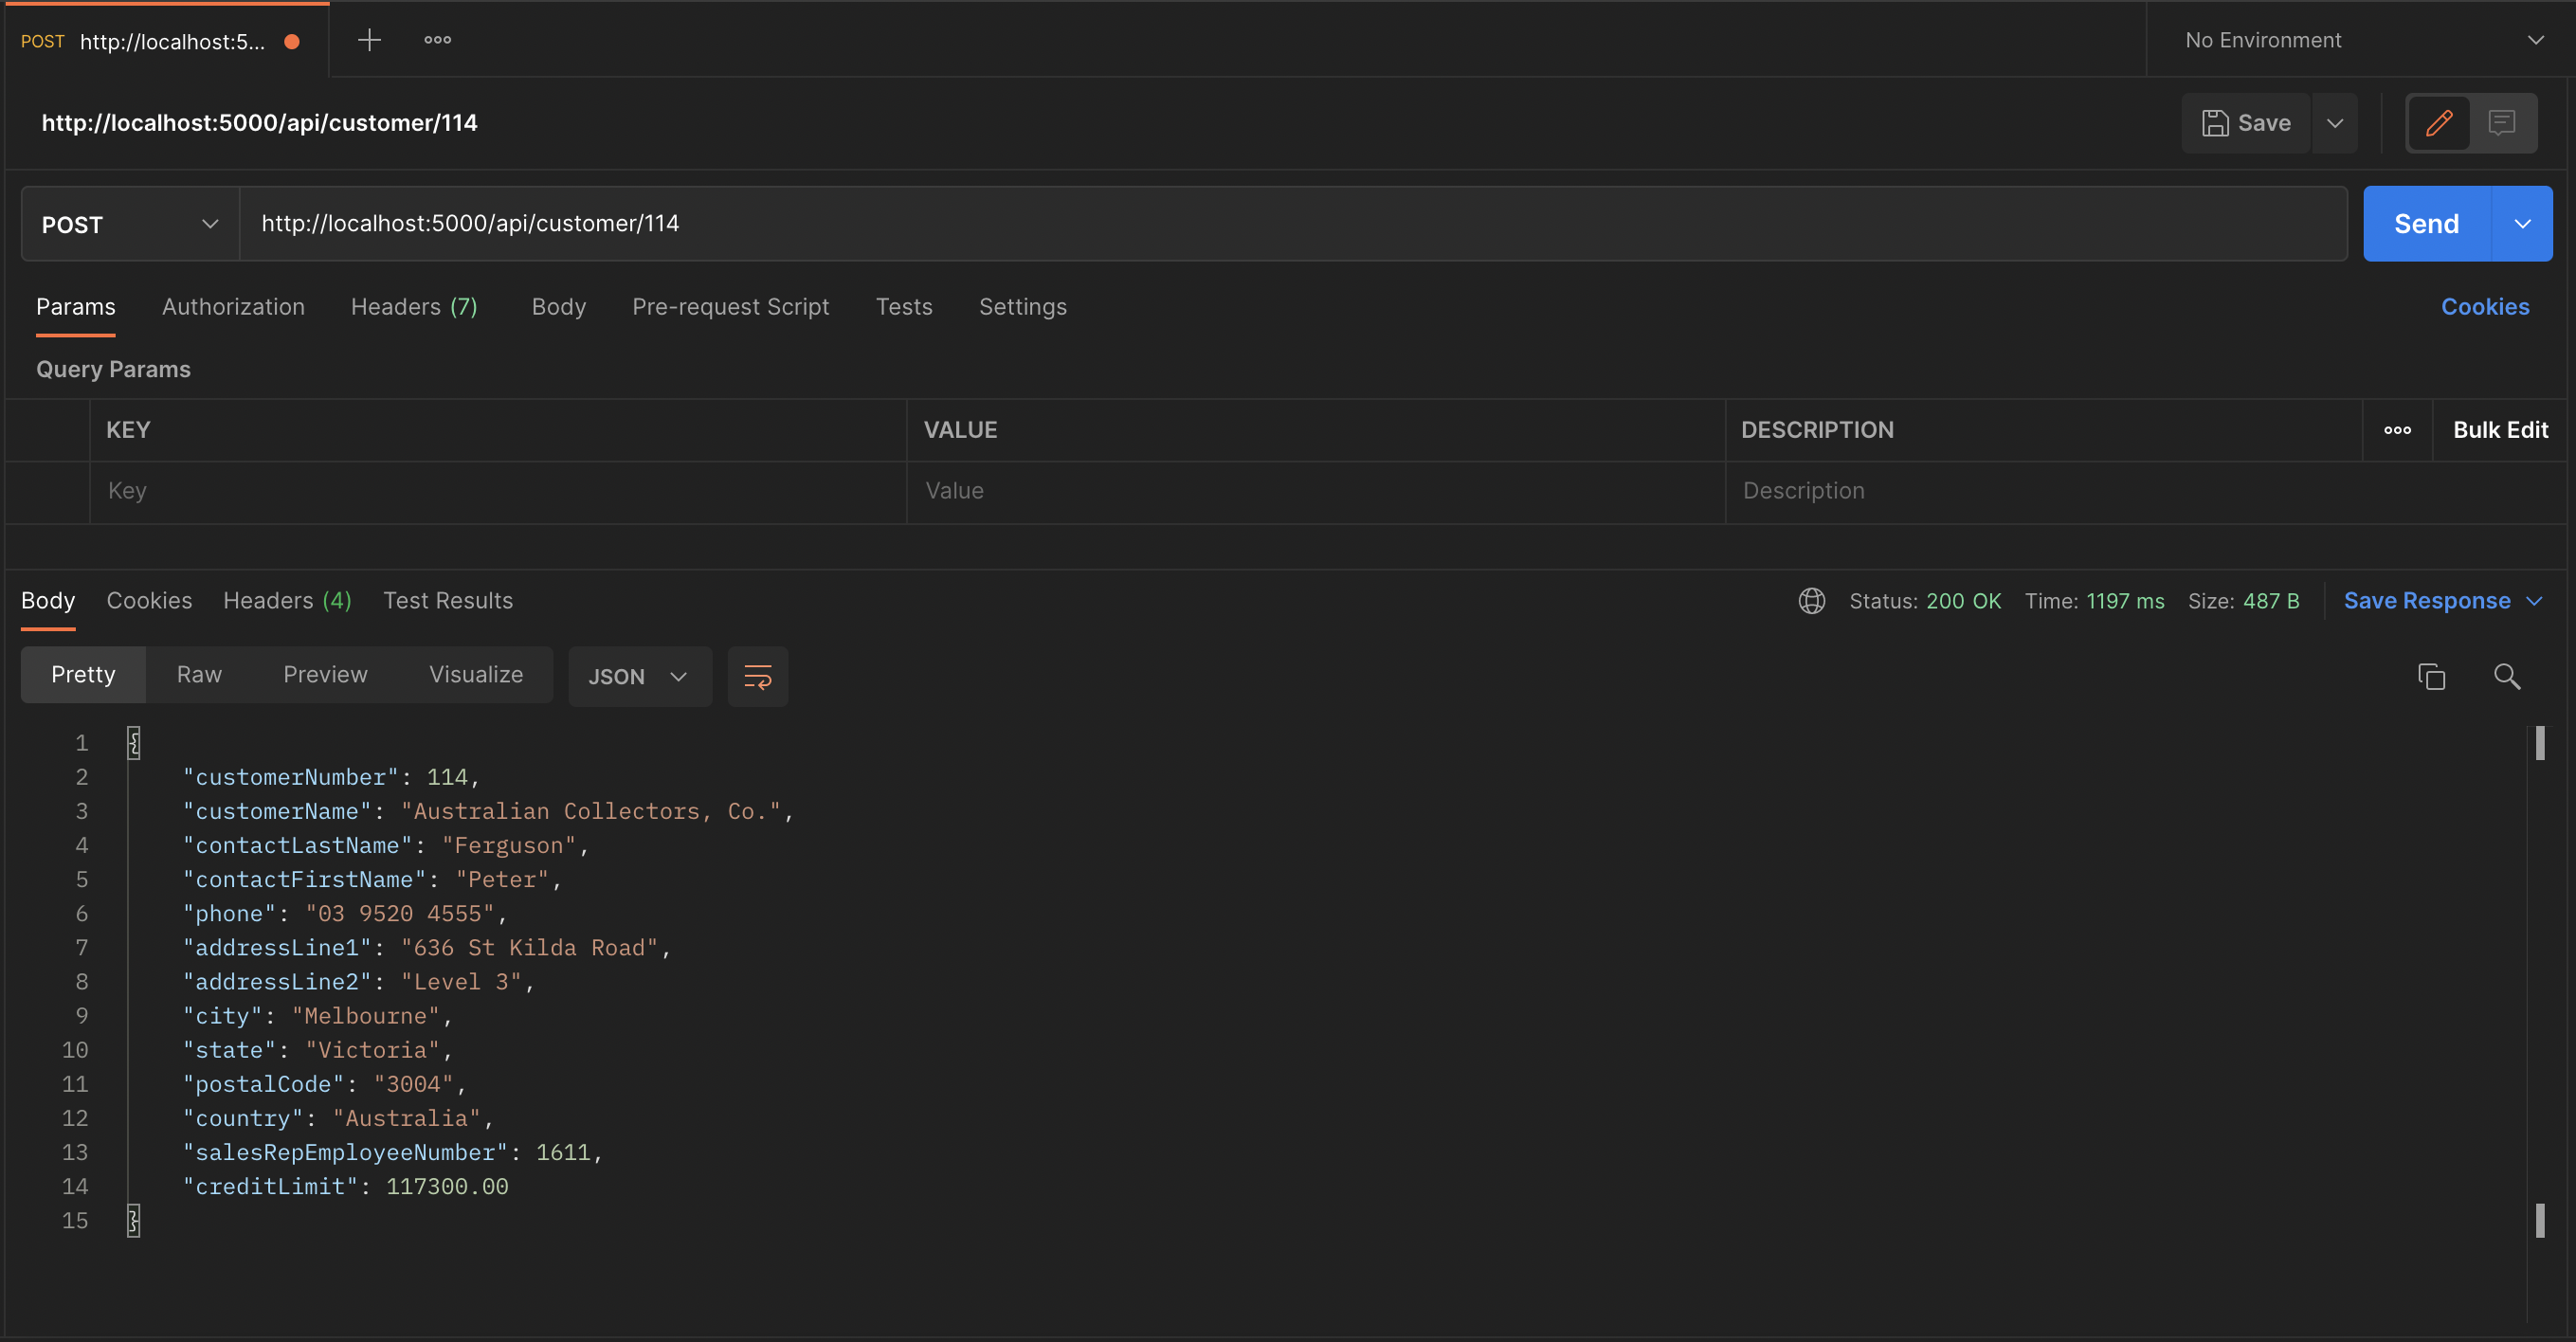 POST http://localhost:5...
No Environment
http://localhost:5000/api/customer/114
Save
POST http://localhost:5000/api/customer/114
Send
Params Authorization Headers (7) Body Pre-request Script Tests Settings Cookies
Query Params
KEY VALUE DESCRIPTION Bulk Edit
Key Value Description
Body Cookies Headers (4) Test Results Status: 200 OK Time: 1197 ms Size: 487 B Save Response
Pretty Raw Preview Visualize JSON
1 {
2 "customerNumber": 114,
3 "customerName": "Australian Collectors, Co.",
4 "contactLastName": "Ferguson",
5 "contactFirstName": "Peter",
6 "phone": "03 9520 4555",
7 "addressLine1": "636 St Kilda Road",
8 "addressLine2": "Level 3",
9 "city": "Melbourne",
10 "state": "Victoria",
11 "postalCode": "3004",
12 "country": "Australia",
13 "salesRepEmployeeNumber": 1611,
14 "creditLimit": 117300.00
15 }